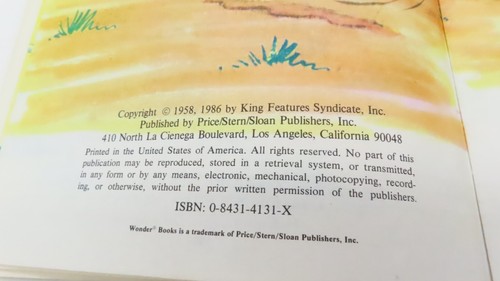 Copyright © 1958, 1986 by King Features Syndicate, Inc.
Published by Price/Stern/Sloan Publishers, Inc.
410 North La Cienega Boulevard, Los Angeles, California 90048
Printed in the United States of America. All rights reserved. No part of this
publication may be reproduced, stored in a retrieval system, or transmitted,
in any form or by any means, electronic, mechanical, photocopying, record-
ing, or otherwise, without the prior written permission of the publishers.
ISBN: 0-8431-4131-X
Wonder® Books is a trademark of Price/Stern/Sloan Publishers, Inc.